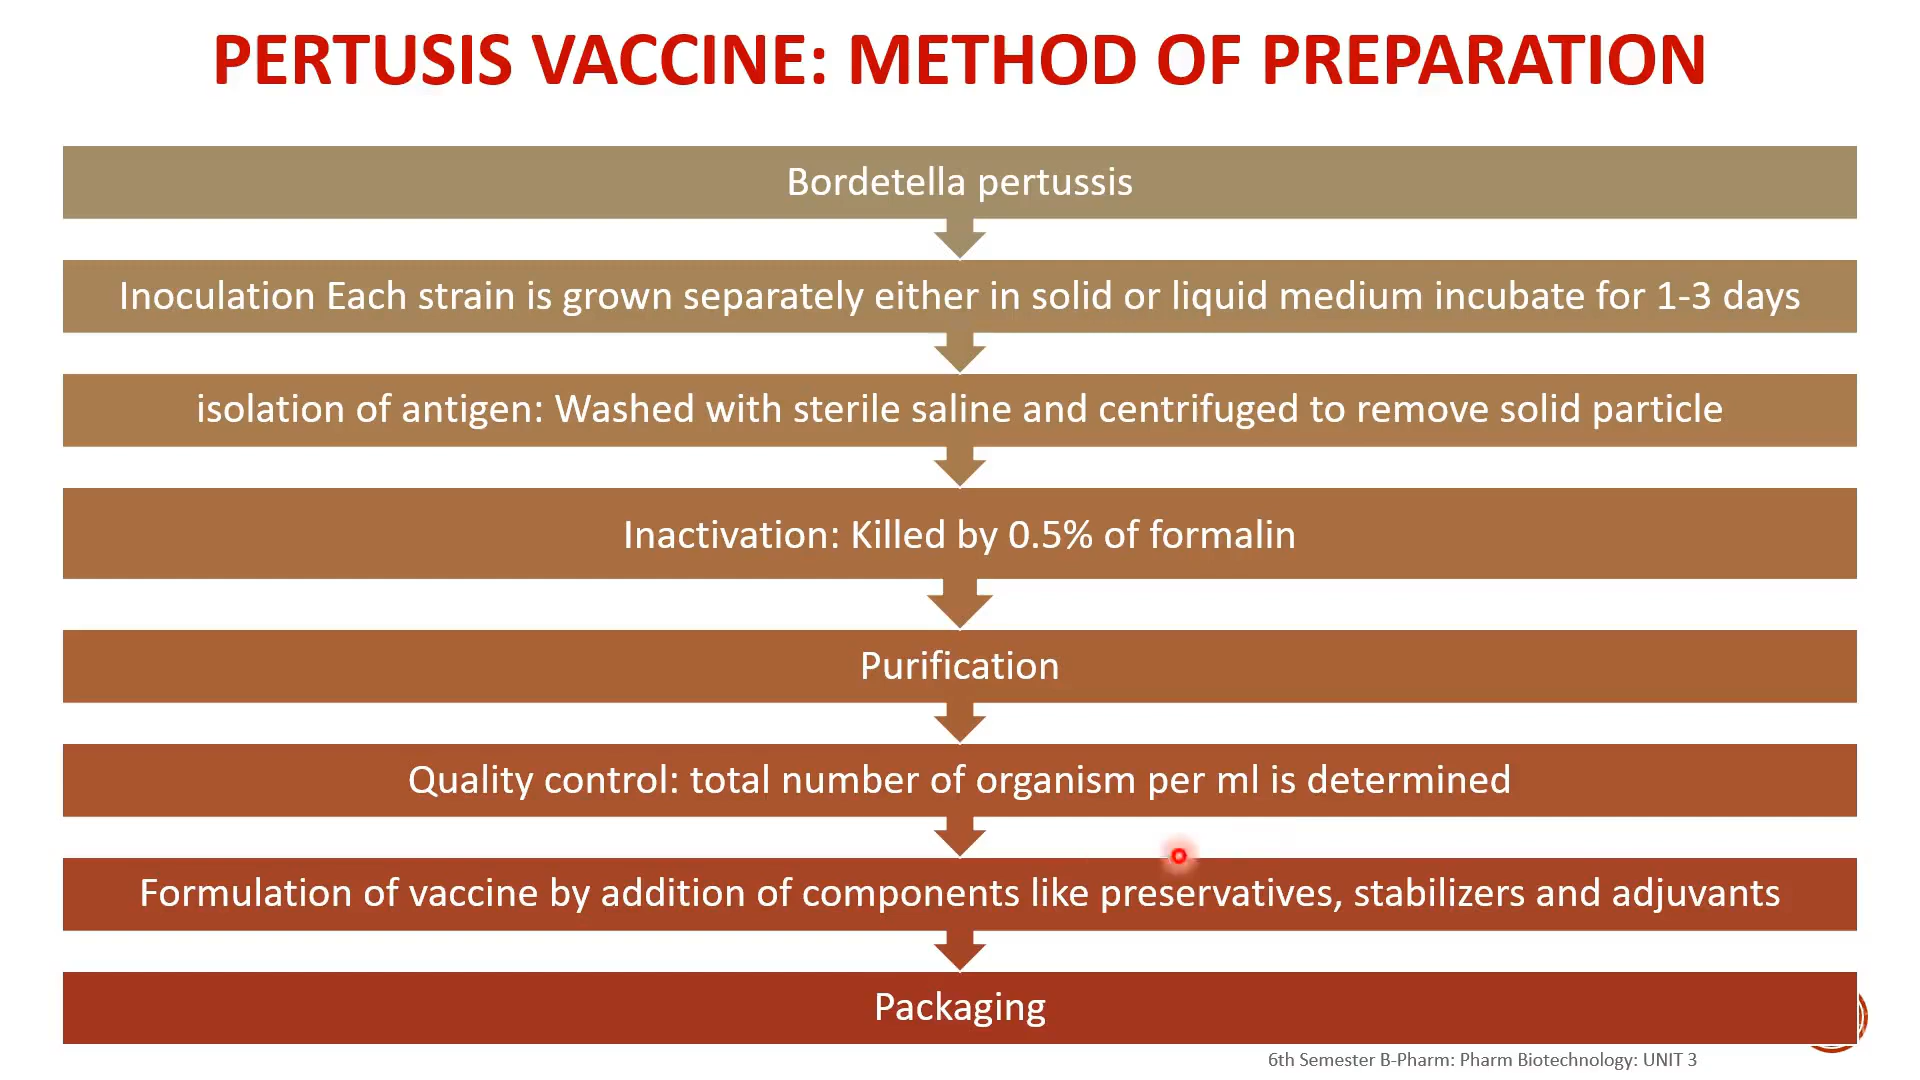 PERTUSIS VACCINE: METHOD OF PREPARATION
Bordetella pertussis
Inoculation Each strain is grown separately either in solid or liquid medium incubate for 1-3 days
isolation of antigen: Washed with sterile saline and centrifuged to remove solid particle
Inactivation: Killed by 0.5% of formalin
Purification
Quality control: total number of organism per ml is determined
Formulation of vaccine by addition of components like preservatives, stabilizers and adjuvants
Packaging
6th Semester B-Pharm: Pharm Biotechnology: UNIT 3